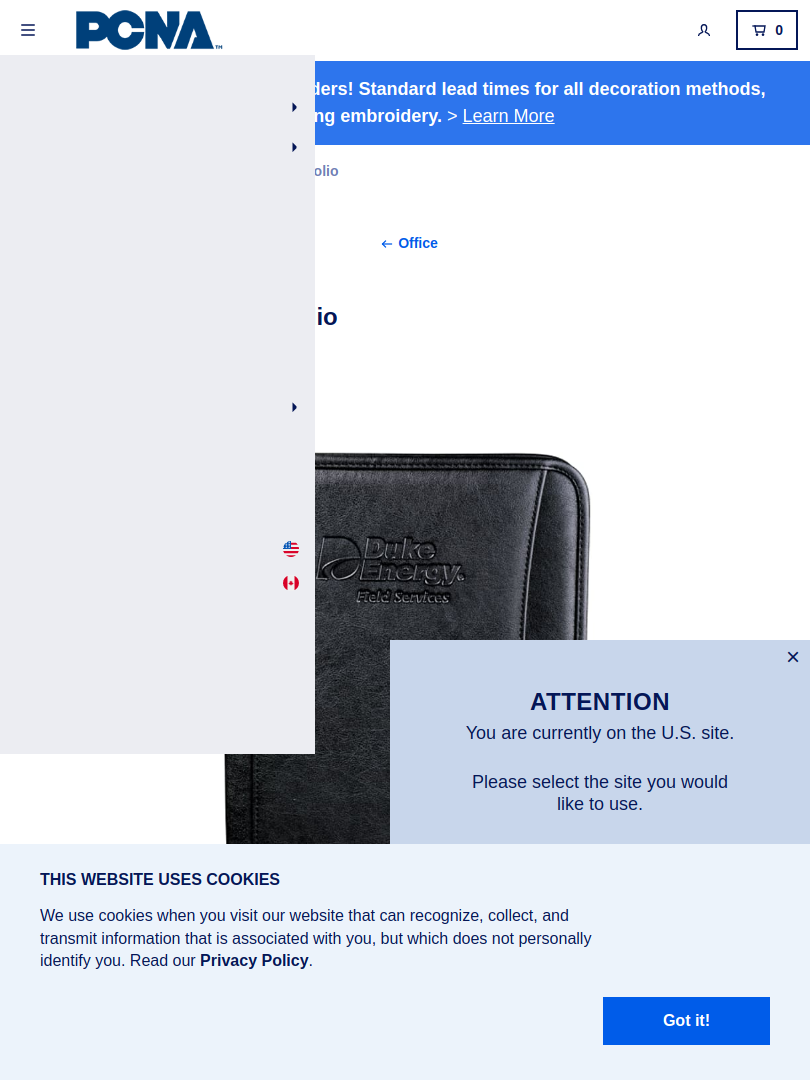 PCNA™
0
ders! Standard lead times for all decoration methods,
ng embroidery. > Learn More
olio
← Office
io
Duke
Energy®
Field Services
ATTENTION
You are currently on the U.S. site.
Please select the site you would
like to use.
THIS WEBSITE USES COOKIES
We use cookies when you visit our website that can recognize, collect, and
transmit information that is associated with you, but which does not personally
identify you. Read our Privacy Policy.
Got it!